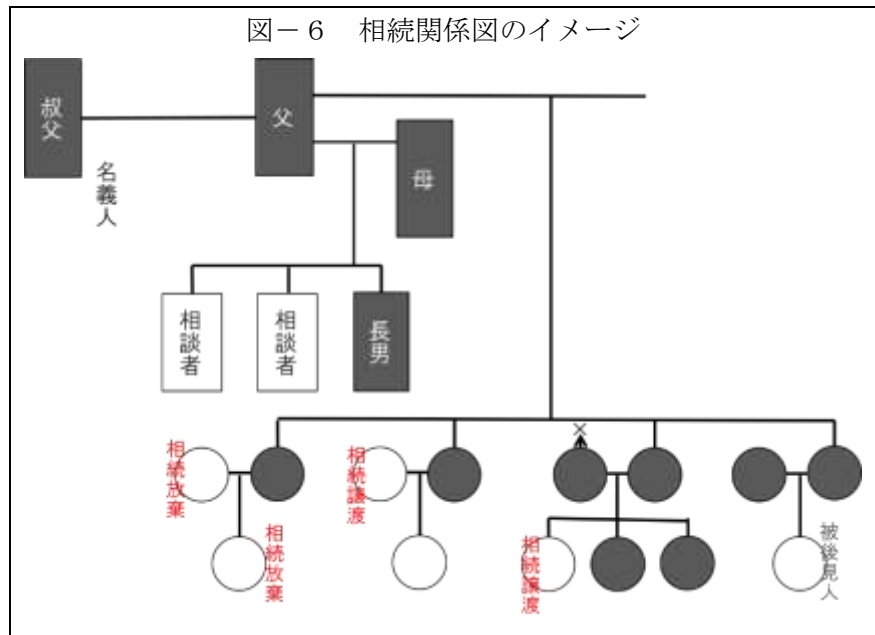 図－6　相続関係図のイメージ
叔父
名義人
父
母
相談者
相談者
長男
×
相続放棄
相続放棄
相続譲渡
相続譲渡
被後見人